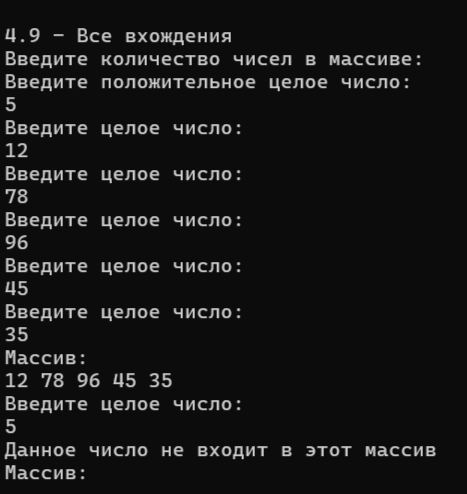 4.9 – Все вхождения
Введите количество чисел в массиве:
Введите положительное целое число:
5
Введите целое число:
12
Введите целое число:
78
Введите целое число:
96
Введите целое число:
45
Введите целое число:
35
Массив:
12 78 96 45 35
Введите целое число:
5
Данное число не входит в этот массив
Массив: